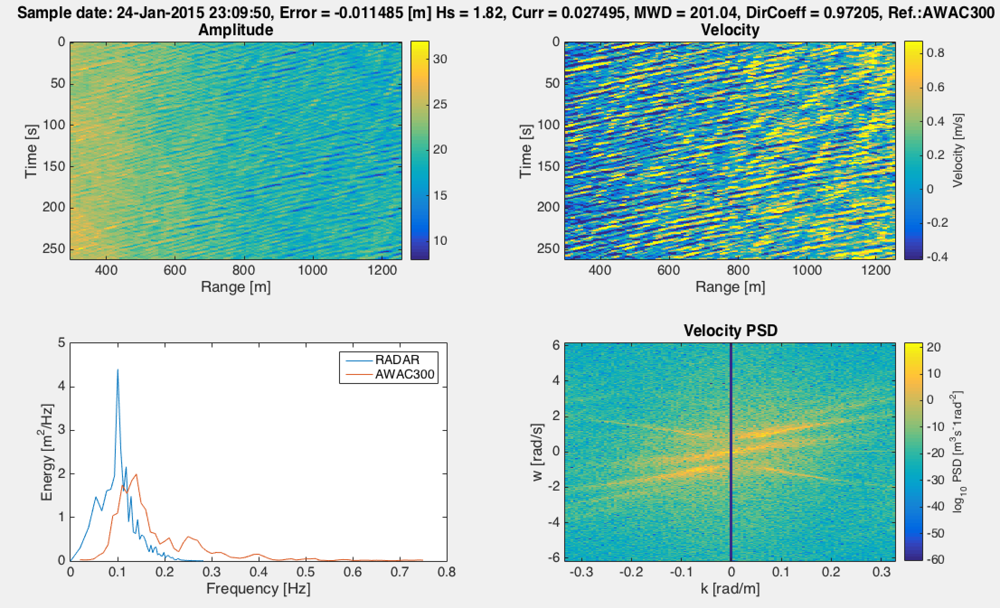 Sample date: 24-Jan-2015 23:09:50, Error = -0.011485 [m] Hs = 1.82, Curr = 0.027495, MWD = 201.04, DirCoeff = 0.97205, Ref.:AWAC300
Amplitude
0
50
100
150
200
250
Time [s]
400 600 800 1000 1200
Range [m]
30
25
20
15
10
Velocity
0
50
100
150
200
250
Time [s]
400 600 800 1000 1200
Range [m]
0.8
0.6
0.4
0.2
0
-0.2
-0.4
Velocity [m/s]
5
4
3
2
1
0
Energy [m²/Hz]
0 0.1 0.2 0.3 0.4 0.5 0.6 0.7 0.8
Frequency [Hz]
RADAR
AWAC300
Velocity PSD
6
4
2
0
-2
-4
-6
w [rad/s]
-0.3 -0.2 -0.1 0 0.1 0.2 0.3
k [rad/m]
20
10
0
-10
-20
-30
-40
-50
-60
log₁₀ PSD [m³s⁻1rad⁻²]